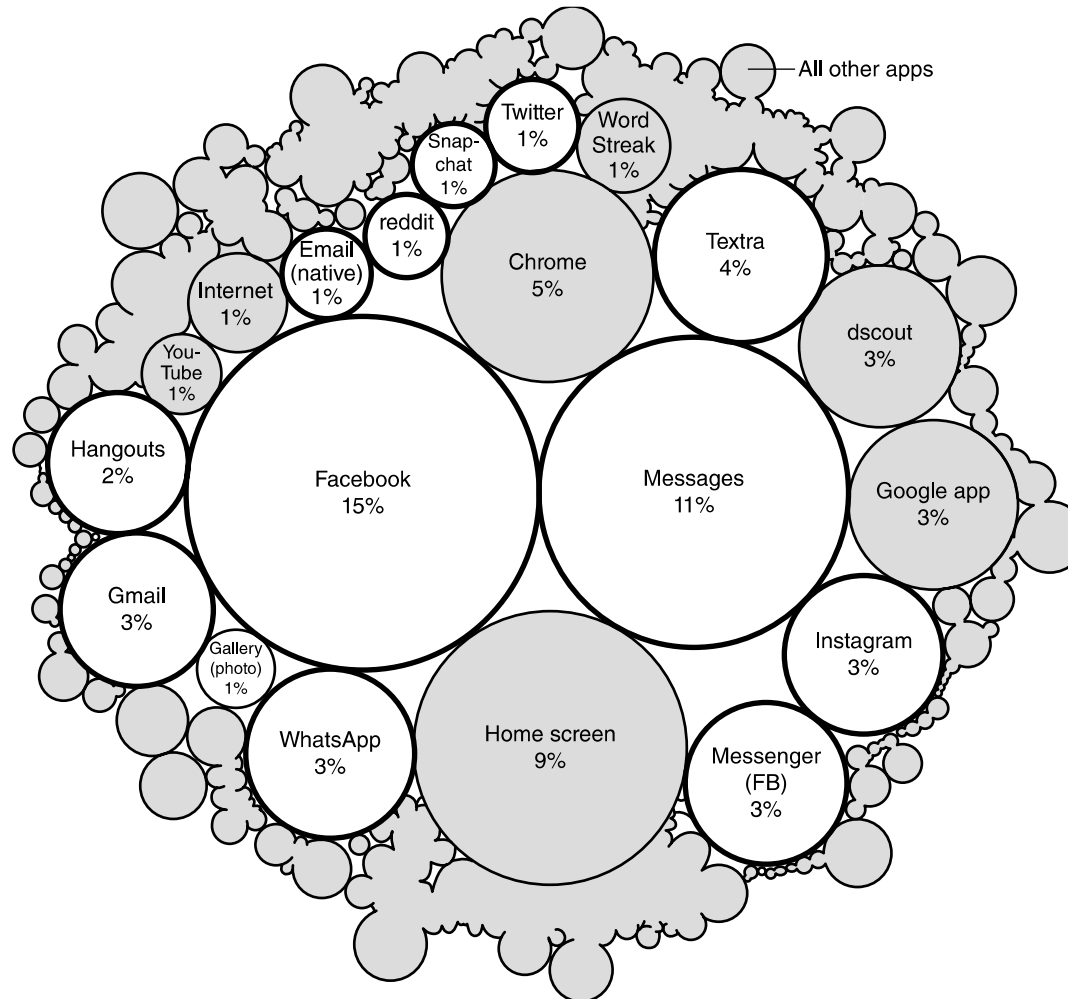 All other apps
Twitter
1%
Word
Streak
1%
Snap-
chat
1%
reddit
1%
Email
(native)
1%
Internet
1%
You-
Tube
1%
Chrome
5%
Textra
4%
dscout
3%
Hangouts
2%
Facebook
15%
Messages
11%
Google app
3%
Gmail
3%
Gallery
(photo)
1%
Instagram
3%
WhatsApp
3%
Home screen
9%
Messenger
(FB)
3%